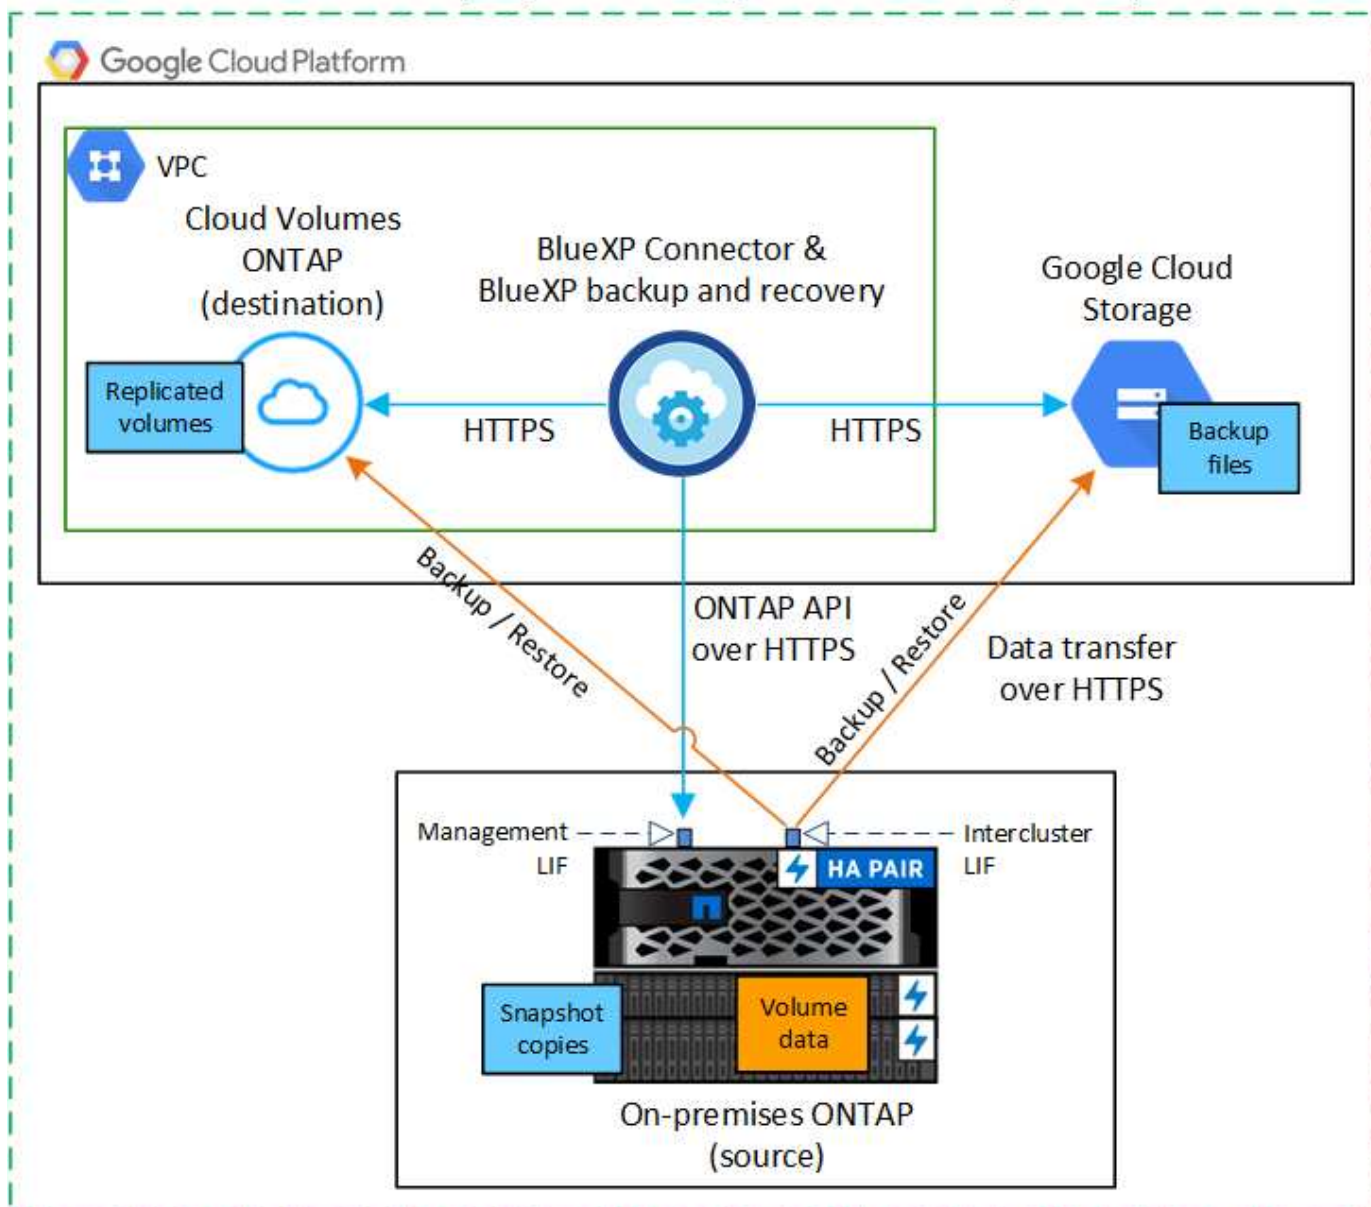 Google Cloud Platform
VPC
Cloud Volumes
ONTAP
(destination)
BlueXP Connector &
BlueXP backup and recovery
Google Cloud
Storage
Replicated
volumes
HTTPS
HTTPS
Backup
files
Backup / Restore
ONTAP API
over HTTPS
Backup / Restore
Data transfer
over HTTPS
Management
LIF
Intercluster
LIF
HA PAIR
Snapshot
copies
Volume
data
On-premises ONTAP
(source)